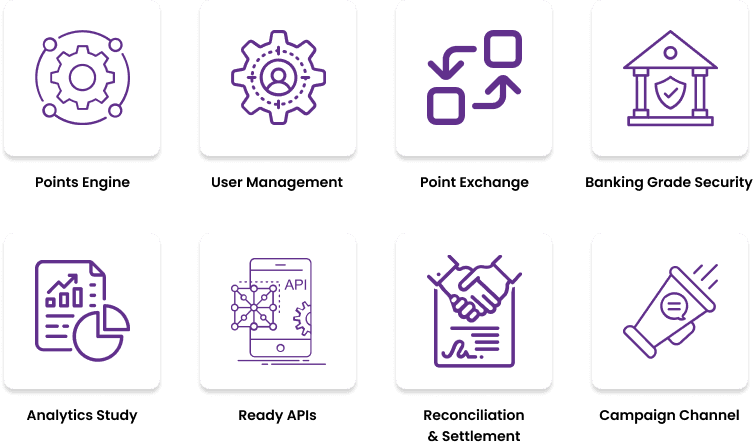 Points Engine
User Management
Point Exchange
Banking Grade Security
API
Analytics Study
Ready APIs
Reconciliation
& Settlement
Campaign Channel